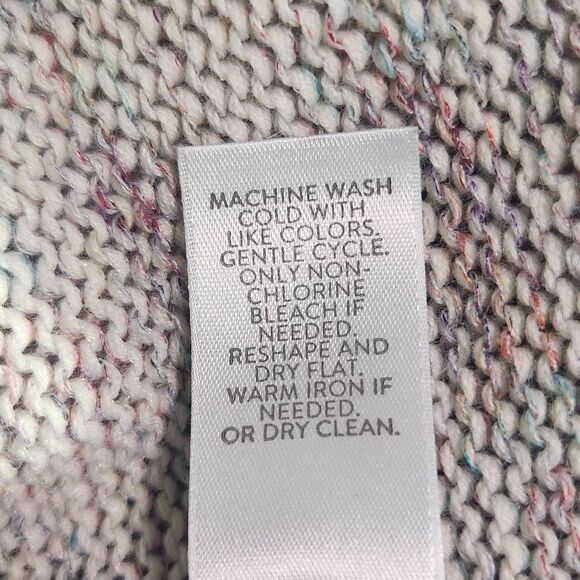 MACHINE WASH
COLD WITH
LIKE COLORS.
GENTLE CYCLE.
ONLY NON-
CHLORINE
BLEACH IF
NEEDED.
RESHAPE AND
DRY FLAT.
WARM IRON IF
NEEDED.
OR DRY CLEAN.